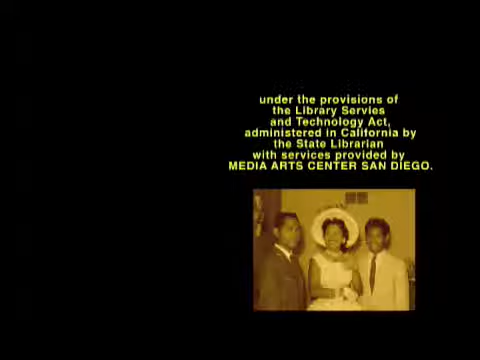 under the provisions of
the Library Servies
and Technology Act,
administered in California by
the State Librarian
with services provided by
MEDIA ARTS CENTER SAN DIEGO.